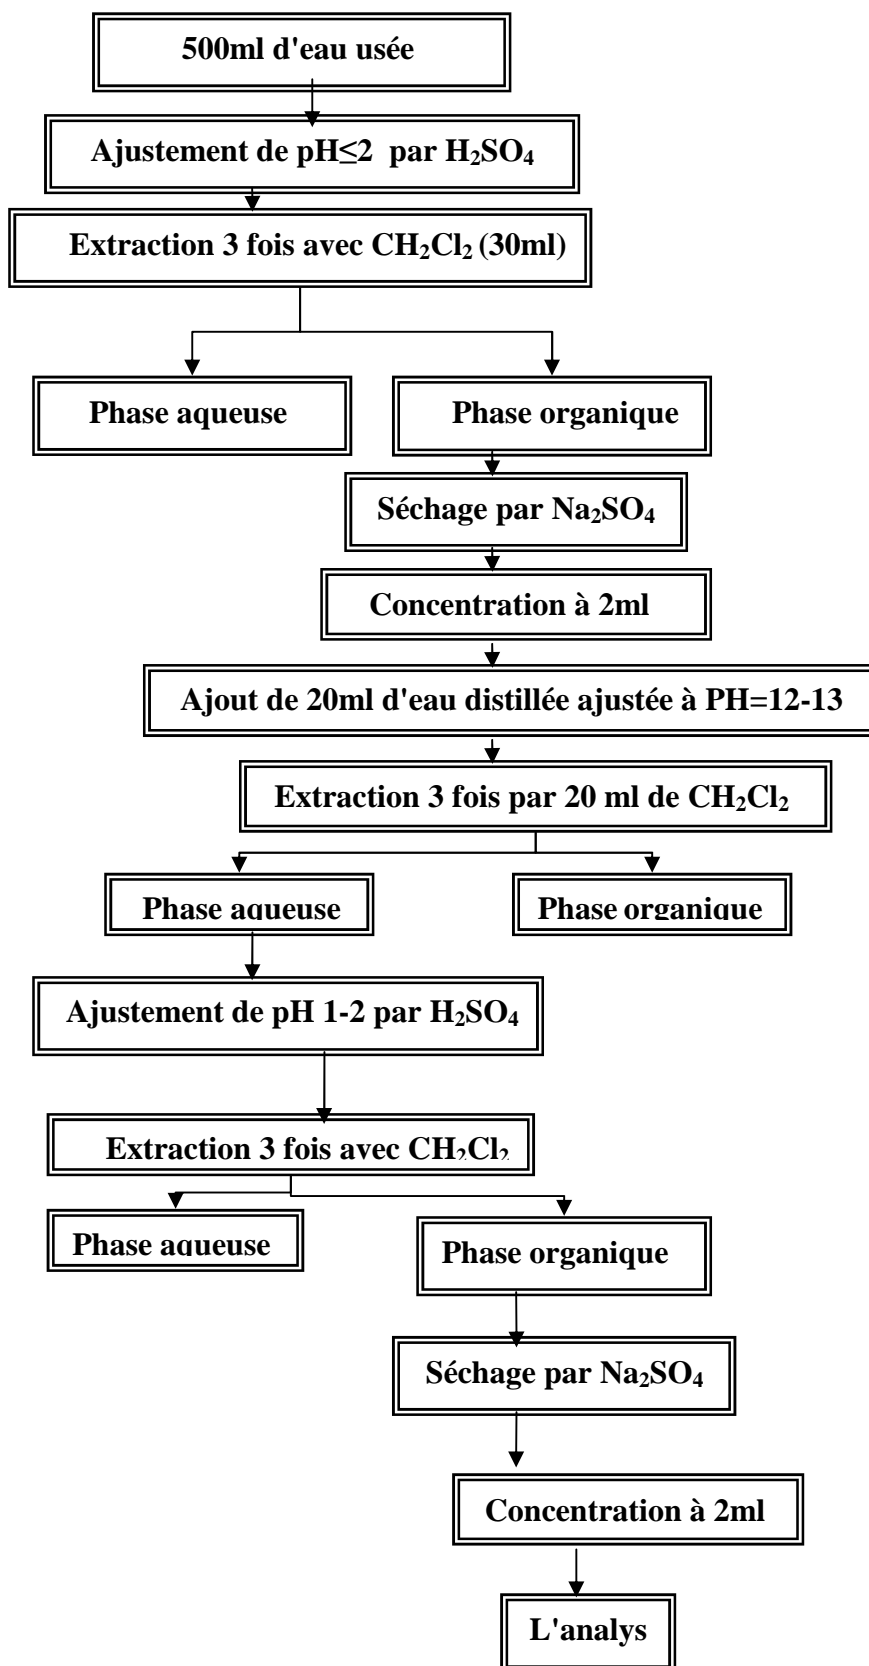 500ml d'eau usée
Ajustement de pH≤2 par H₂SO₄
Extraction 3 fois avec CH₂Cl₂ (30ml)
Phase aqueuse
Phase organique
Séchage par Na₂SO₄
Concentration à 2ml
Ajout de 20ml d'eau distillée ajustée à PH=12-13
Extraction 3 fois par 20 ml de CH₂Cl₂
Phase aqueuse
Phase organique
Ajustement de pH 1-2 par H₂SO₄
Extraction 3 fois avec CH₂Cl₂
Phase aqueuse
Phase organique
Séchage par Na₂SO₄
Concentration à 2ml
L'analys